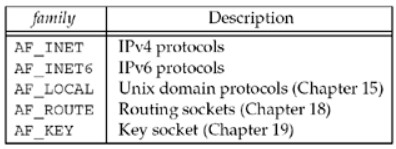 family Description
AF_INET IPv4 protocols
AF_INET6 IPv6 protocols
AF_LOCAL Unix domain protocols (Chapter 15)
AF_ROUTE Routing sockets (Chapter 18)
AF_KEY Key socket (Chapter 19)